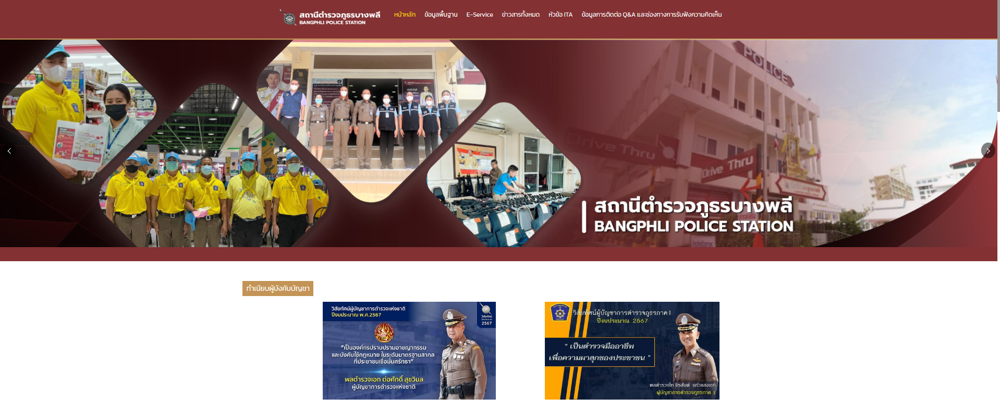 สถานีตำรวจภูธรบางพลี
BANGPHLI POLICE STATION
หน้าหลัก ข้อมูลพื้นฐาน E-Service ข่าวสารทั้งหมด หัวข้อ ITA ข้อมูลการติดต่อ Q&A และช่องทางการรับฟังความคิดเห็น
POLICE
Drive Thru
Drive Thru
สถานีตำรวจภูธรบางพลี
BANGPHLI POLICE STATION
ทำเนียบผู้บังคับบัญชา
วิสัยทัศน์ผู้บัญชาการตำรวจแห่งชาติ
ปีงบประมาณ พ.ศ.2567
วิสัยทัศน์
ปีงบประมาณ
2567
"เป็นองค์กรปราบปรามอาชญากรรม
และบังคับใช้กฎหมาย ในระดับมาตรฐานสากล
ที่ประชาชนเชื่อมั่นศรัทธา"
พลตำรวจเอก ต่อศักดิ์ สุขวิมล
ผู้บัญชาการตำรวจแห่งชาติ
วิสัยทัศน์ผู้บัญชาการตำรวจภูธรภาค 1
ปีงบประมาณ 2567
“ เป็นตำรวจมืออาชีพ
เพื่อความผาสุกของประชาชน ”
พลตำรวจโท จิรสันต์ แก้วแสงเอก
ผู้บัญชาการตำรวจภูธรภาค 1